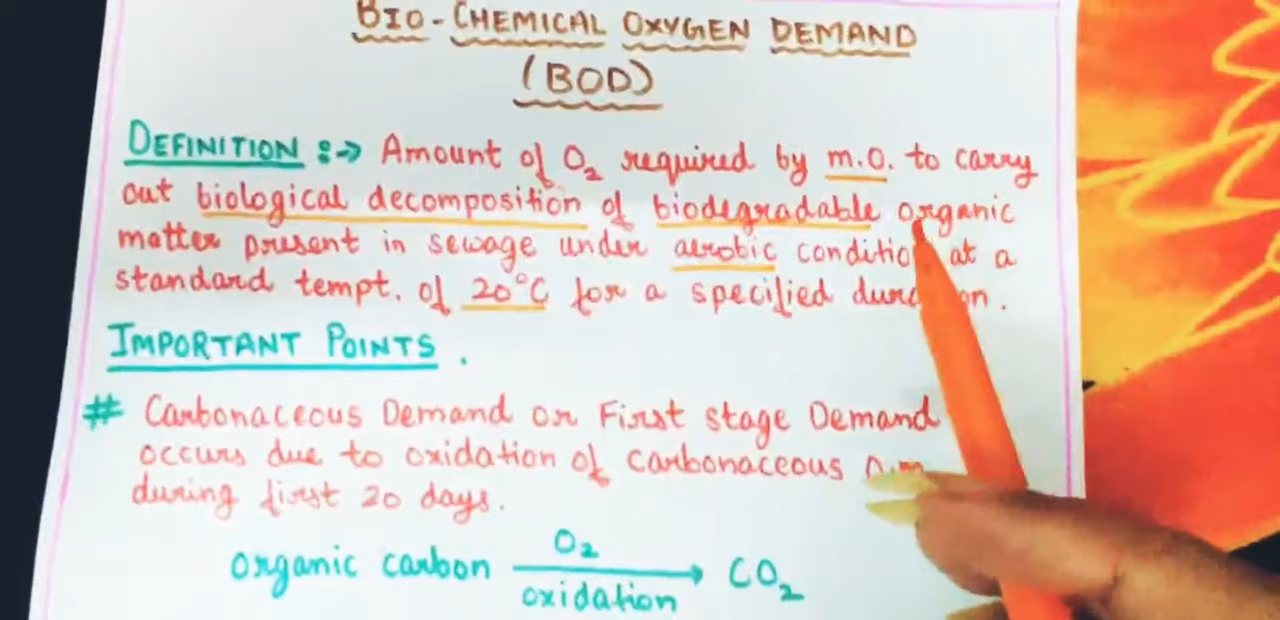 BIO-CHEMICAL OXYGEN DEMAND
(BOD)
DEFINITION :→ Amount of O₂ required by m.o. to carry
out biological decomposition of biodegradable organic
matter present in sewage under aerobic condition at a
standard tempt. of 20°C for a specified duration.
IMPORTANT POINTS.
# Carbonaceous Demand or First stage Demand
occurs due to oxidation of carbonaceous
during first 20 days.
organic carbon O₂ → CO₂
oxidation